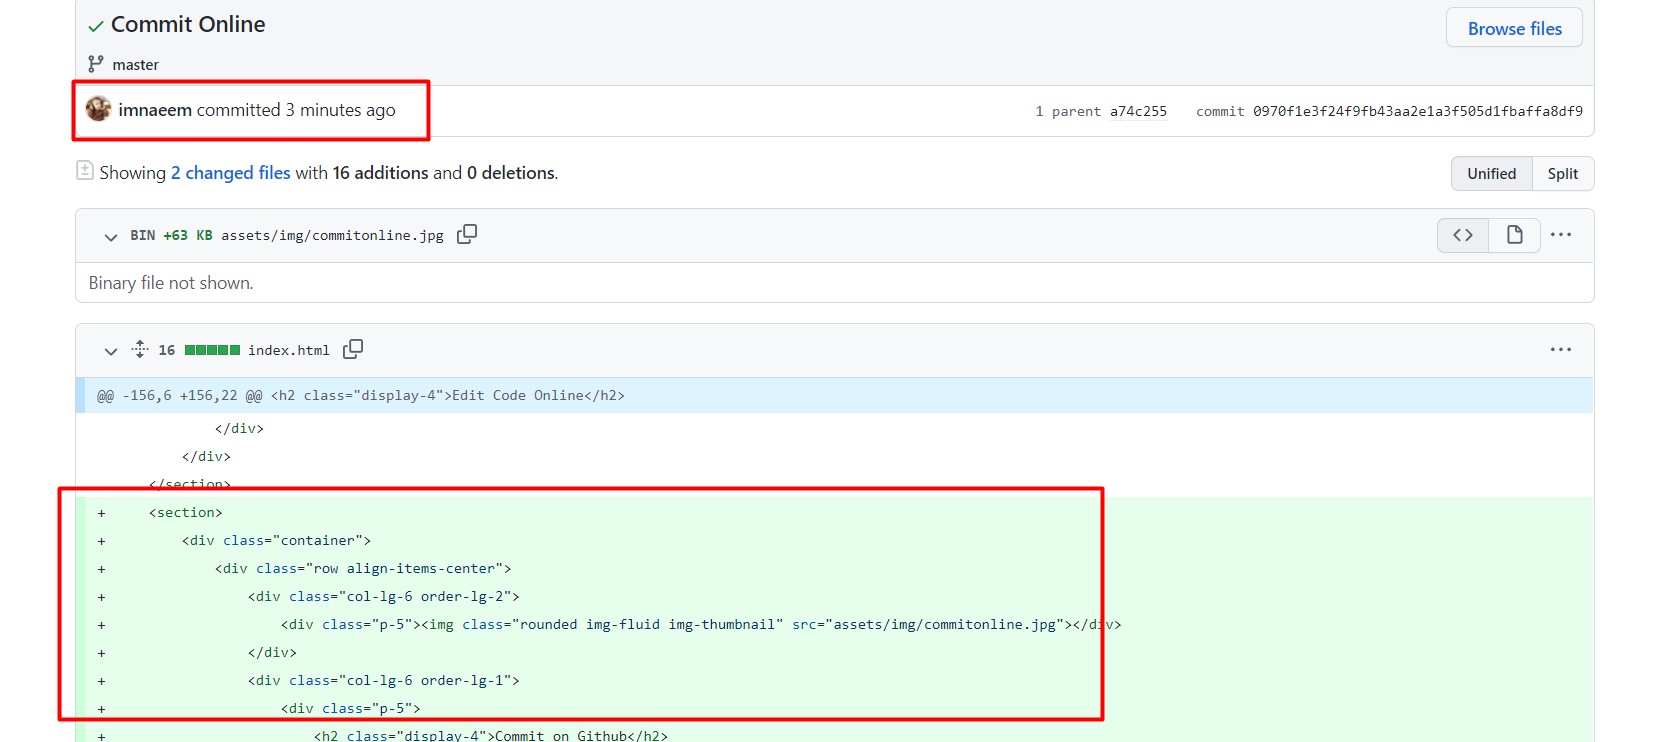 Commit Online
Browse files
master
imnaeem committed 3 minutes ago
1 parent a74c255 commit 0970f1e3f24f9fb43aa2e1a3f505d1fbaffa8df9
Showing 2 changed files with 16 additions and 0 deletions.
Unified Split
BIN +63 KB assets/img/commitonline.jpg
Binary file not shown.
16 index.html
@@ -156,6 +156,22 @@ <h2 class="display-4">Edit Code Online</h2>
</div>
</div>
</section>
+ <section>
+ <div class="container">
+ <div class="row align-items-center">
+ <div class="col-lg-6 order-lg-2">
+ <div class="p-5"><img class="rounded img-fluid img-thumbnail" src="assets/img/commitonline.jpg"></div>
+ </div>
+ <div class="col-lg-6 order-lg-1">
+ <div class="p-5">
+ <h2 class="display-4">Commit on Github</h2>